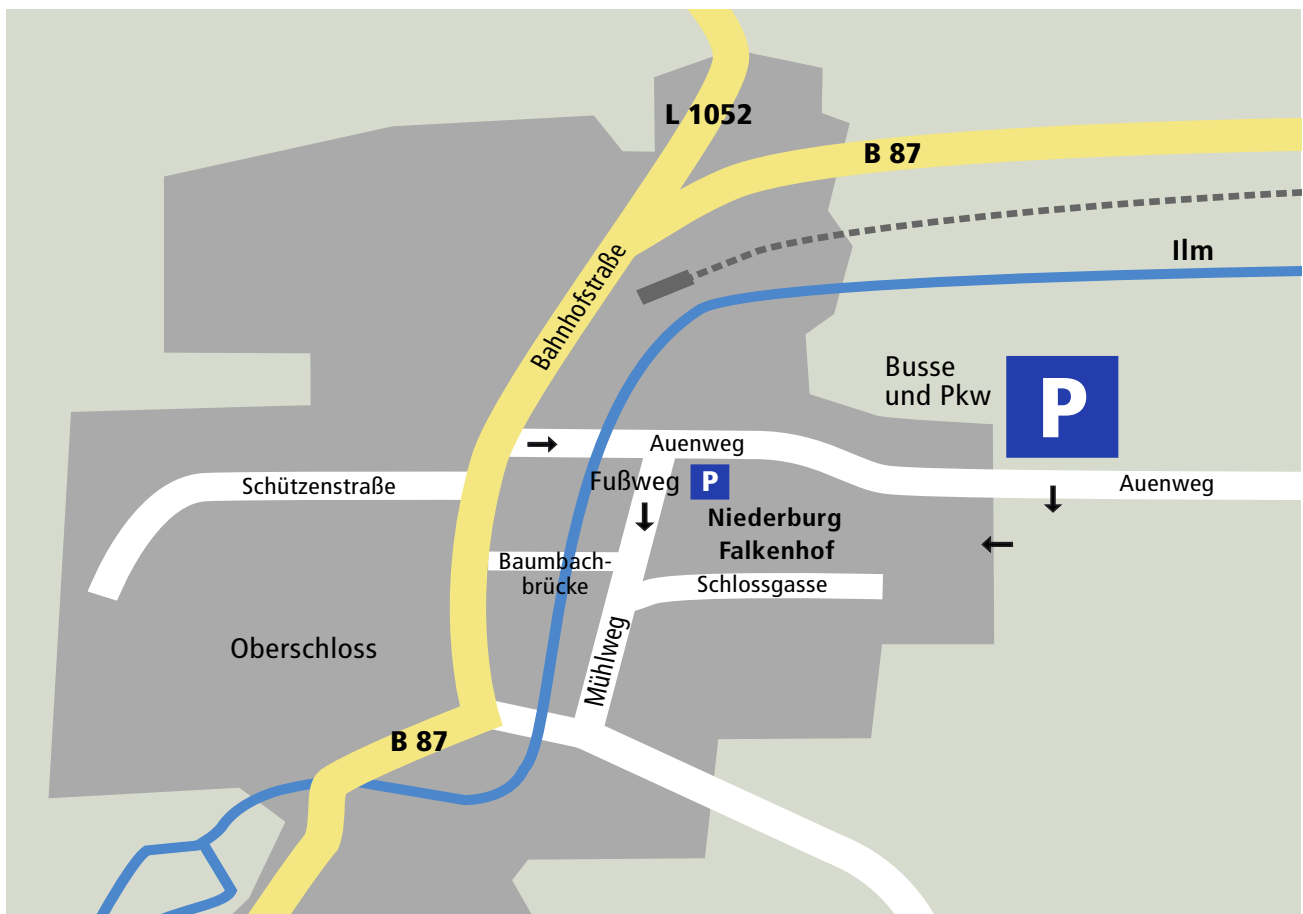 L 1052
B 87
Ilm
Bahnhofstraße
Busse
und Pkw
P
Auenweg
Schützenstraße
Fußweg
P
Auenweg
Niederburg
Falkenhof
Baumbach-
brücke
Schlossgasse
Oberschloss
Mühlweg
B 87